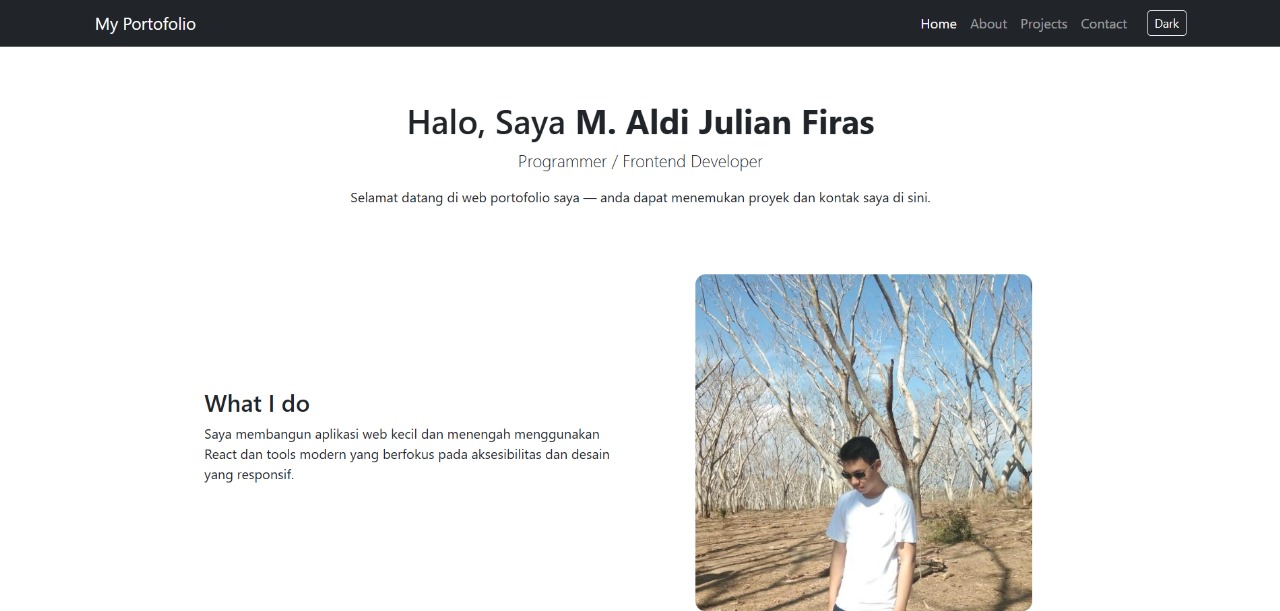 My Portofolio
Home About Projects Contact Dark
Halo, Saya M. Aldi Julian Firas
Programmer / Frontend Developer
Selamat datang di web portofolio saya — anda dapat menemukan proyek dan kontak saya di sini.
What I do
Saya membangun aplikasi web kecil dan menengah menggunakan
React dan tools modern yang berfokus pada aksesibilitas dan desain
yang responsif.